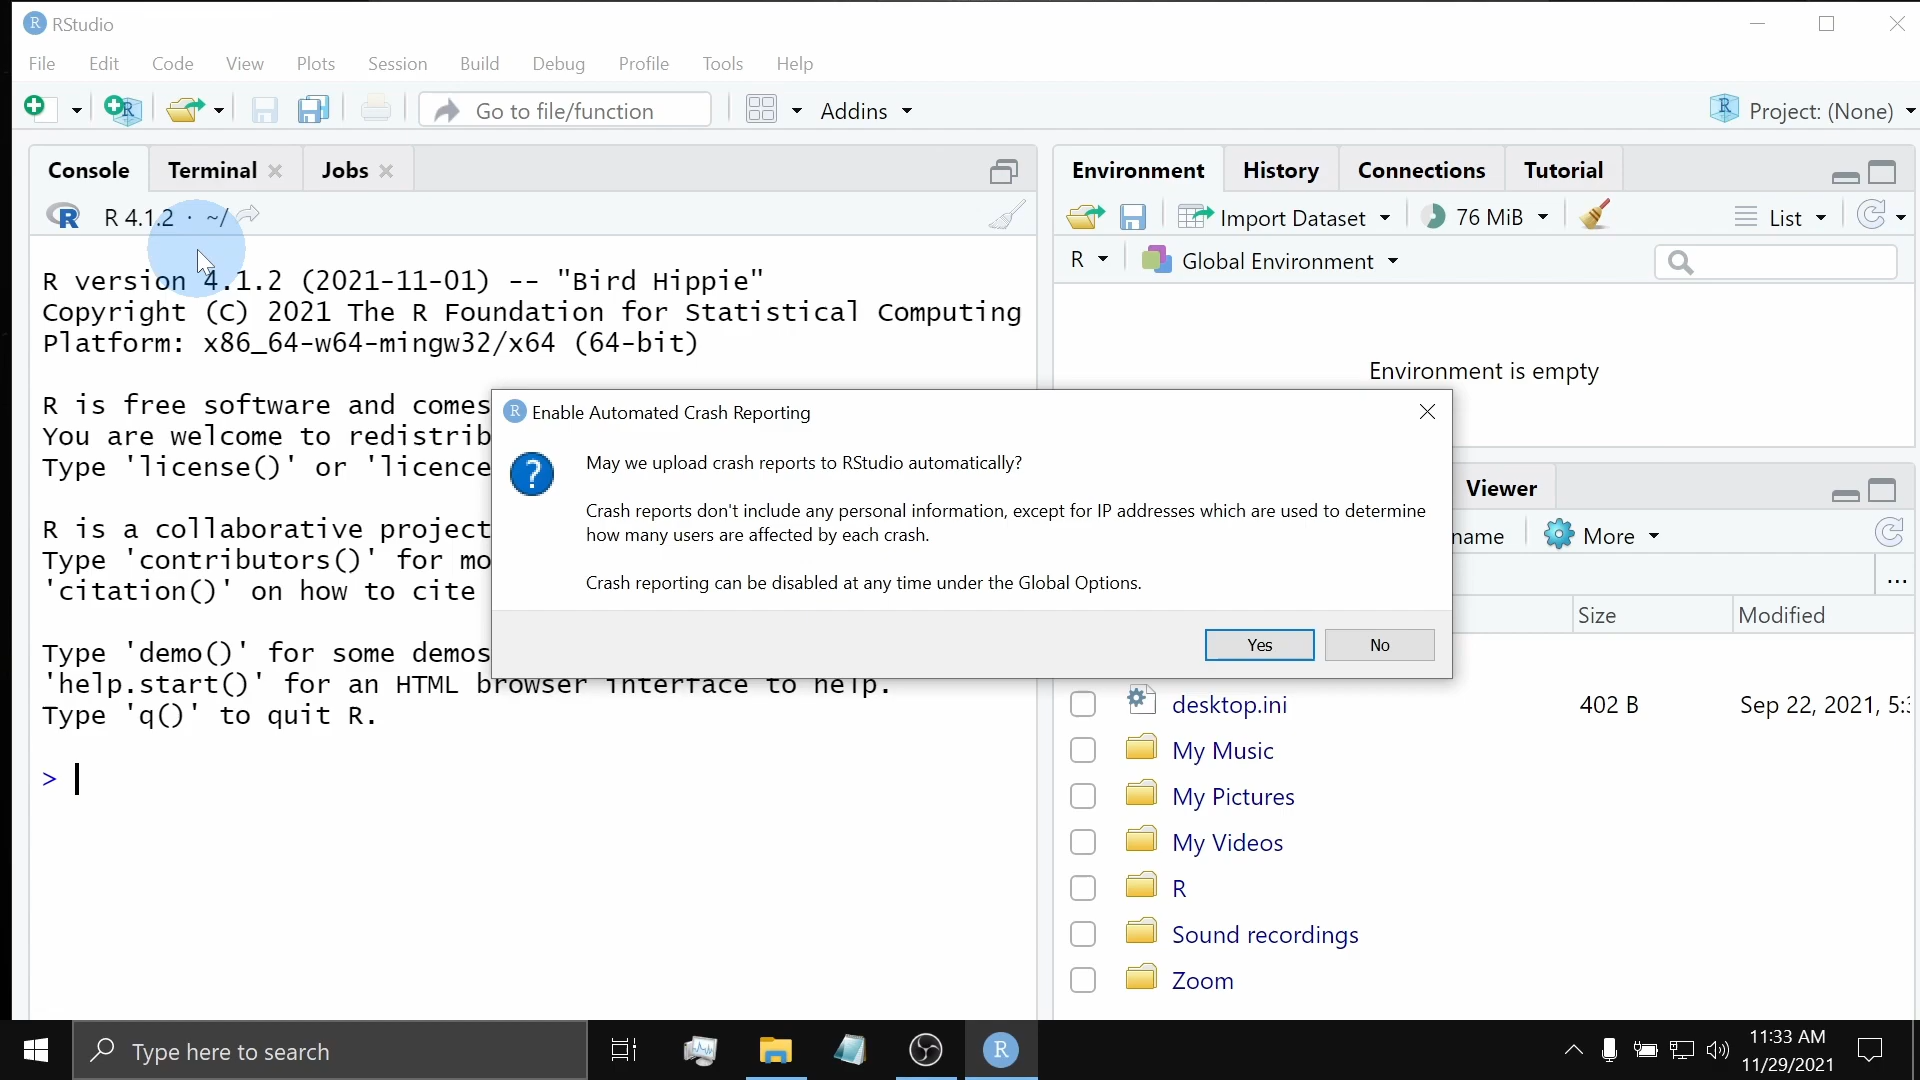 RStudio
File Edit Code View Plots Session Build Debug Profile Tools Help
Go to file/function Addins Project: (None)
Console Terminal Jobs
R 4.1.2 · ~/
R version 4.1.2 (2021-11-01) -- "Bird Hippie"
Copyright (C) 2021 The R Foundation for Statistical Computing
Platform: x86_64-w64-mingw32/x64 (64-bit)
R is free software and comes
You are welcome to redistrib
Type 'license()' or 'licence
R is a collaborative project
Type 'contributors()' for mo
'citation()' on how to cite
Type 'demo()' for some demos
'help.start()' for an HTML browser interface to help.
Type 'q()' to quit R.
>
Environment History Connections Tutorial
Import Dataset 76 MiB List
R Global Environment
Environment is empty
Enable Automated Crash Reporting
May we upload crash reports to RStudio automatically?
Crash reports don't include any personal information, except for IP addresses which are used to determine
how many users are affected by each crash.
Crash reporting can be disabled at any time under the Global Options.
Yes No
Viewer
name More
...
Size Modified
desktop.ini 402 B Sep 22, 2021, 5:
My Music
My Pictures
My Videos
R
Sound recordings
Zoom
Type here to search
11:33 AM
11/29/2021